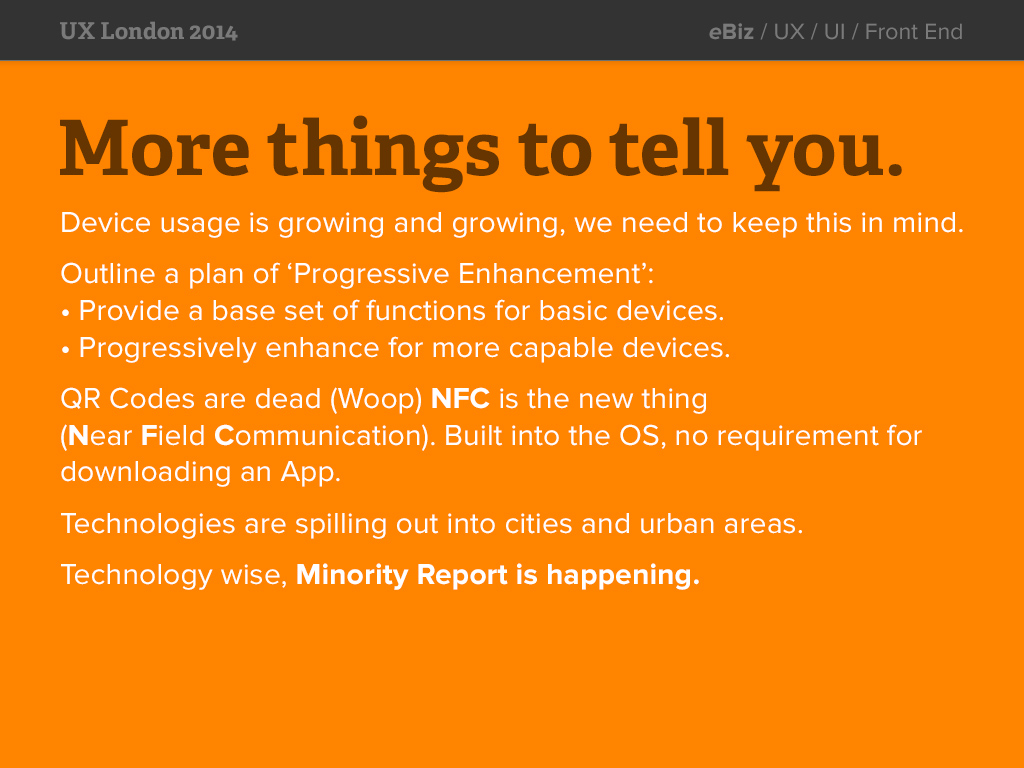 UX London 2014
eBiz / UX / UI / Front End
More things to tell you.
Device usage is growing and growing, we need to keep this in mind.
Outline a plan of ‘Progressive Enhancement’:
• Provide a base set of functions for basic devices.
• Progressively enhance for more capable devices.
QR Codes are dead (Woop) NFC is the new thing
(Near Field Communication). Built into the OS, no requirement for
downloading an App.
Technologies are spilling out into cities and urban areas.
Technology wise, Minority Report is happening.